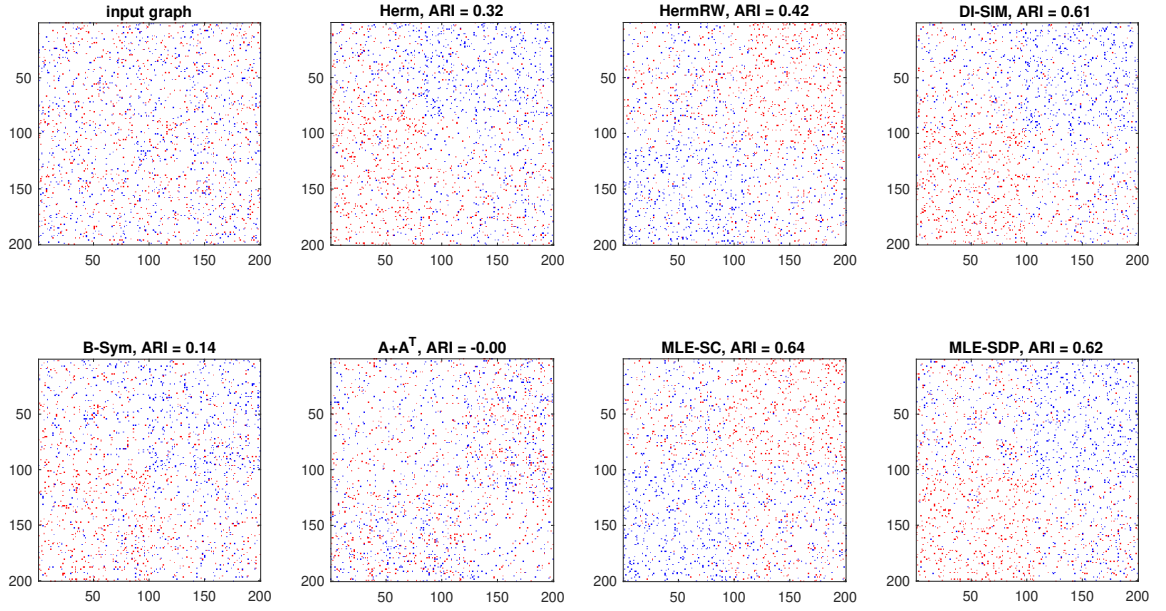 input graph
Herm, ARI = 0.32
HermRW, ARI = 0.42
DI-SIM, ARI = 0.61
50
100
150
200
50 100 150 200
50
100
150
200
50 100 150 200
50
100
150
200
50 100 150 200
50
100
150
200
50 100 150 200
B-Sym, ARI = 0.14
A+A^T, ARI = -0.00
MLE-SC, ARI = 0.64
MLE-SDP, ARI = 0.62
50
100
150
200
50 100 150 200
50
100
150
200
50 100 150 200
50
100
150
200
50 100 150 200
50
100
150
200
50 100 150 200